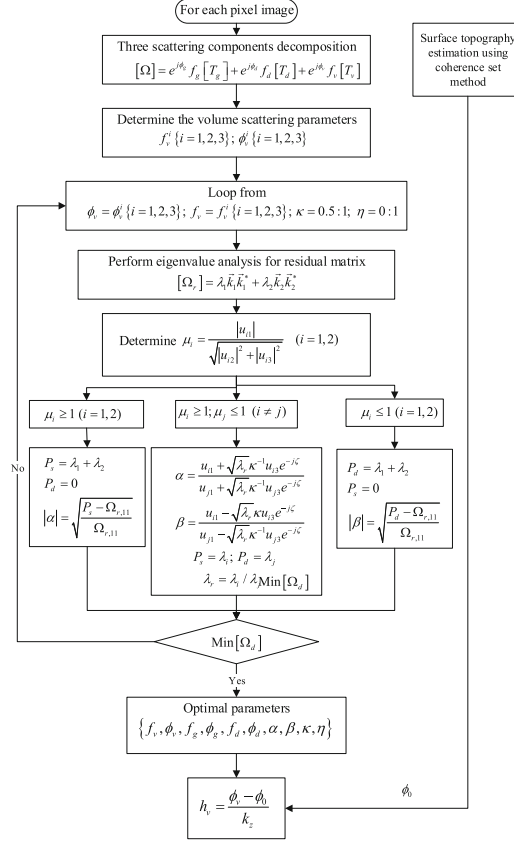 For each pixel image
Three scattering components decomposition
[Ω] = e^{jφ_g} f_g [T_g] + e^{jφ_d} f_d [T_d] + e^{jφ_v} f_v [T_v]
Surface topography
estimation using
coherence set
method
Determine the volume scattering parameters
f_v^i {i = 1,2,3}; φ_v^i {i = 1,2,3}
Loop from
φ_v = φ_v^i {i = 1,2,3}; f_v = f_v^i {i = 1,2,3}; κ = 0.5 : 1; η = 0 : 1
Perform eigenvalue analysis for residual matrix
[Ω_r] = λ_1 k⃗_1 k⃗_1^* + λ_2 k⃗_2 k⃗_2^*
Determine μ_i = |u_{i1}| / √(|u_{i2}|^2 + |u_{i3}|^2) (i = 1,2)
μ_i ≥ 1 (i = 1,2)
μ_i ≥ 1; μ_j ≤ 1 (i ≠ j)
μ_i ≤ 1 (i = 1,2)
No
P_s = λ_1 + λ_2
P_d = 0
|α| = √((P_s − Ω_{r,11}) / Ω_{r,11})
α = (u_{i1} + √λ_r κ^{-1} u_{i3} e^{-jζ}) / (u_{j1} + √λ_r κ^{-1} u_{j3} e^{-jζ})
β = (u_{i1} − √λ_r κ u_{i3} e^{-jζ}) / (u_{j1} − √λ_r κ^{-1} u_{j3} e^{-jζ})
P_s = λ_i; P_d = λ_j
λ_r = λ_i / λ_j Min[Ω_d]
P_d = λ_1 + λ_2
P_s = 0
|β| = √((P_d − Ω_{r,11}) / Ω_{r,11})
Min[Ω_d]
Yes
Optimal parameters
{f_v, φ_v, f_g, φ_g, f_d, φ_d, α, β, κ, η}
h_v = (φ_v − φ_0) / k_z
φ_0